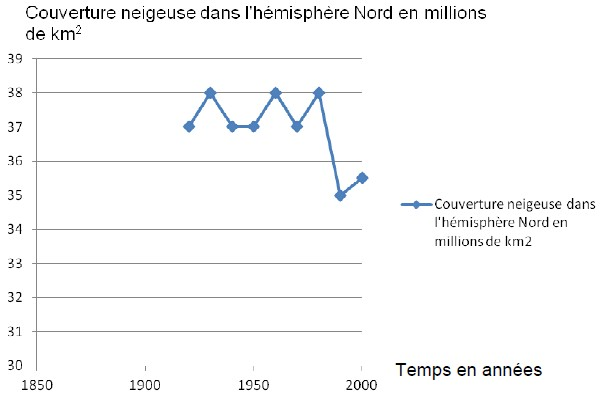 Couverture neigeuse dans l'hémisphère Nord en millions
de km²
39
38
37
36
35
34
33
32
31
30
1850
1900
1950
2000
Temps en années
Couverture neigeuse dans
l'hémisphère Nord en
millions de km2